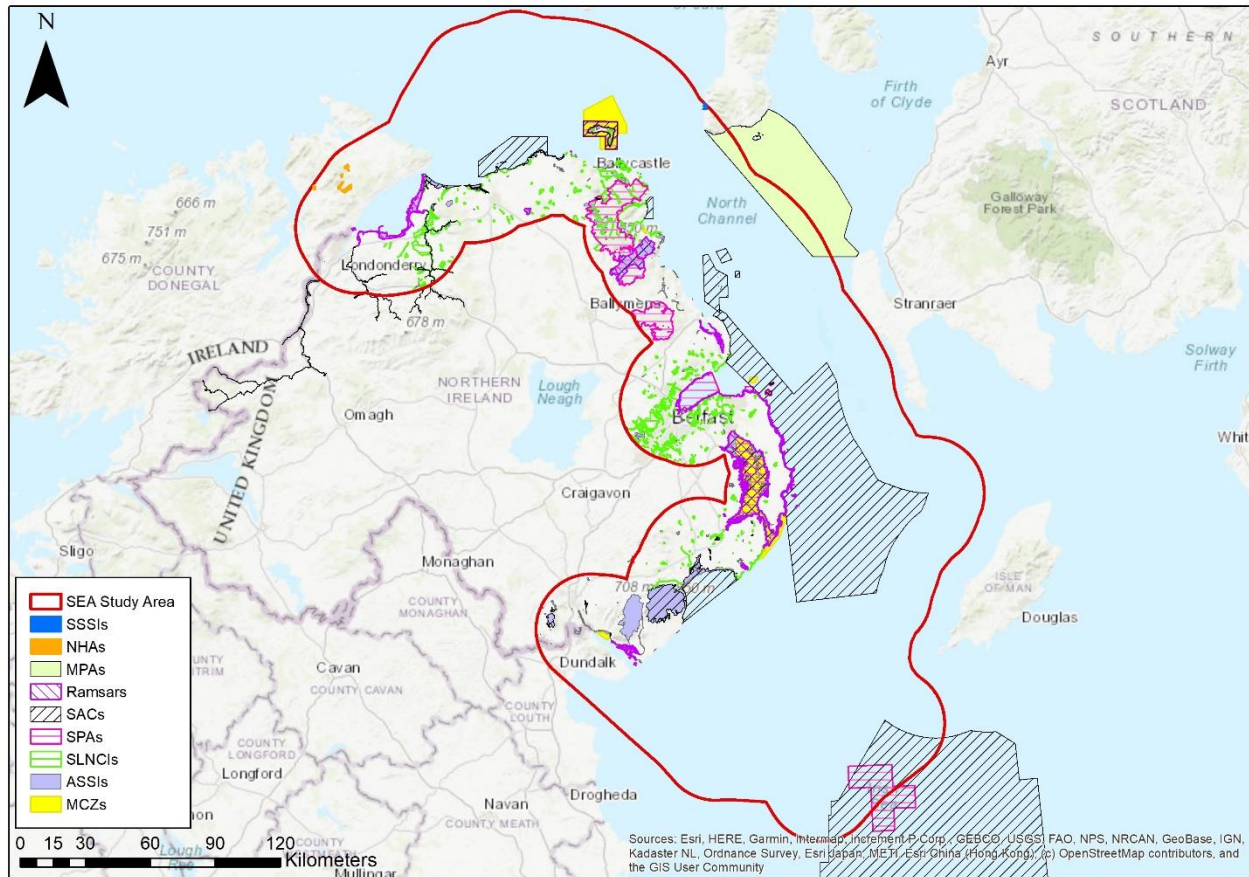 N
Ayr
SOUTHERN
Firth
of Clyde
SCOTLAND
Ballycastle
North
Channel
Galloway
Forest Park
666 m
751 m
675 m
COUNTY
DONEGAL
Londonderry
Stranraer
678 m
Solway
Firth
IRELAND
UNITED KINGDOM
NORTHERN
IRELAND
Lough
Neagh
Omagh
Belfast
Whit
Craigavon
Sligo
Monaghan
COUNTY
MONAGHAN
708 m
ISLE
OF MAN
Douglas
Dundalk
Cavan
COUNTY CAVAN
COUNTY
LOUTH
COUNTY
LONGFORD
Longford
Drogheda
Navan
COUNTY MEATH
Mullingar
SEA Study Area
SSSIs
NHAs
MPAs
Ramsars
SACs
SPAs
SLNCIs
ASSIs
MCZs
0 15 30 60 90 120
Kilometers
Sources: Esri, HERE, Garmin, Intermap, increment P Corp., GEBCO, USGS, FAO, NPS, NRCAN, GeoBase, IGN,
Kadaster NL, Ordnance Survey, Esri Japan, METI, Esri China (Hong Kong), (c) OpenStreetMap contributors, and
the GIS User Community